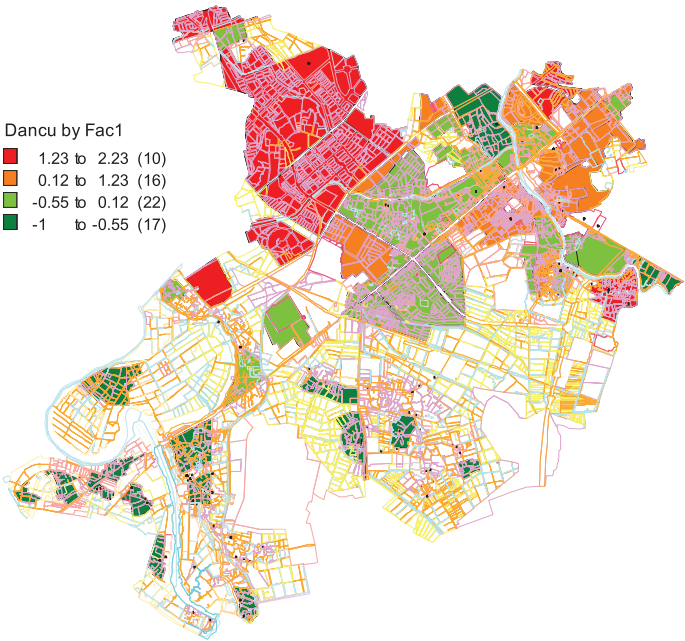 Dancu by Fac1
1.23 to 2.23 (10)
0.12 to 1.23 (16)
-0.55 to 0.12 (22)
-1 to -0.55 (17)